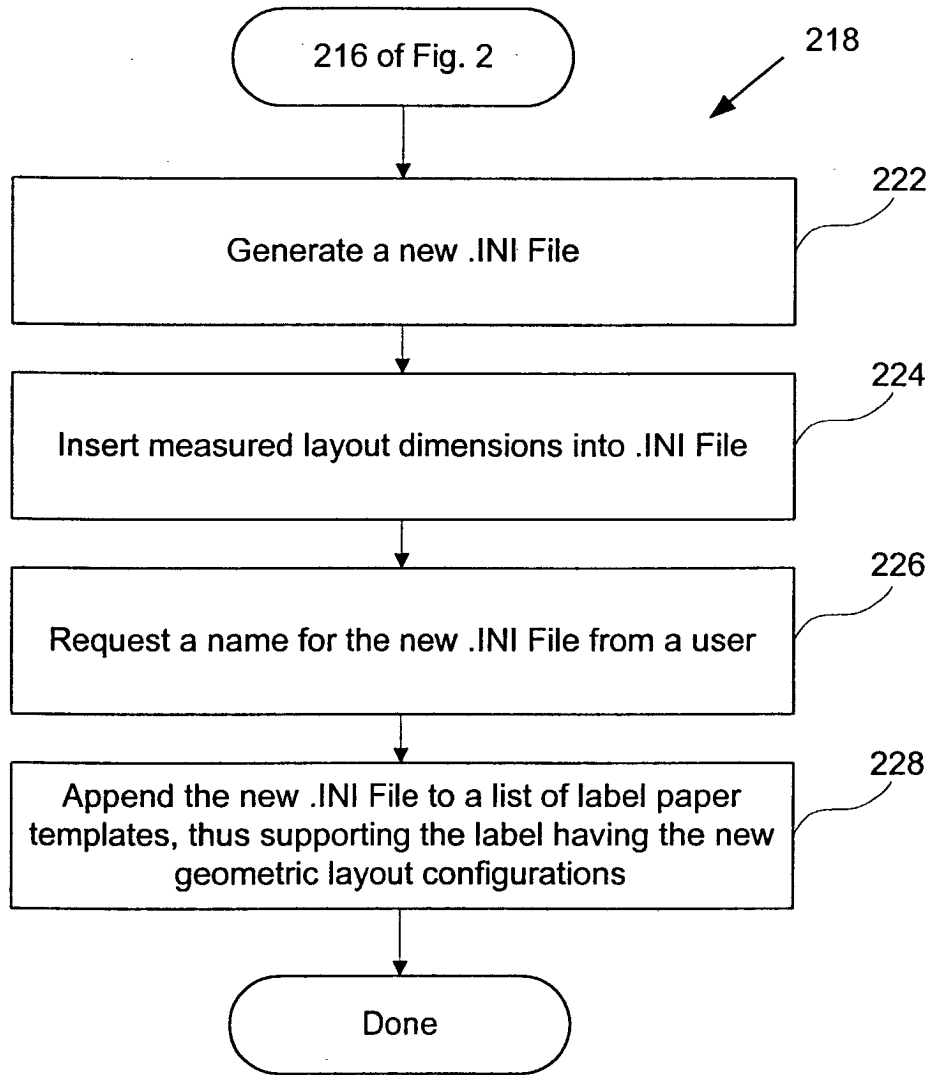 216 of Fig. 2
218
222
Generate a new .INI File
224
Insert measured layout dimensions into .INI File
226
Request a name for the new .INI File from a user
228
Append the new .INI File to a list of label paper
templates, thus supporting the label having the new
geometric layout configurations
Done